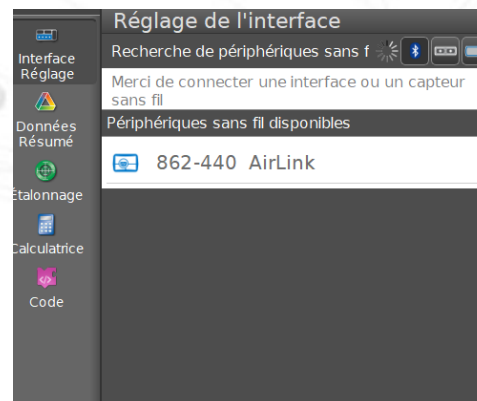 Réglage de l'interface
Recherche de périphériques sans f
Merci de connecter une interface ou un capteur
sans fil
Périphériques sans fil disponibles
862-440 AirLink
Interface
Réglage
Données
Résumé
Étalonnage
Calculatrice
Code